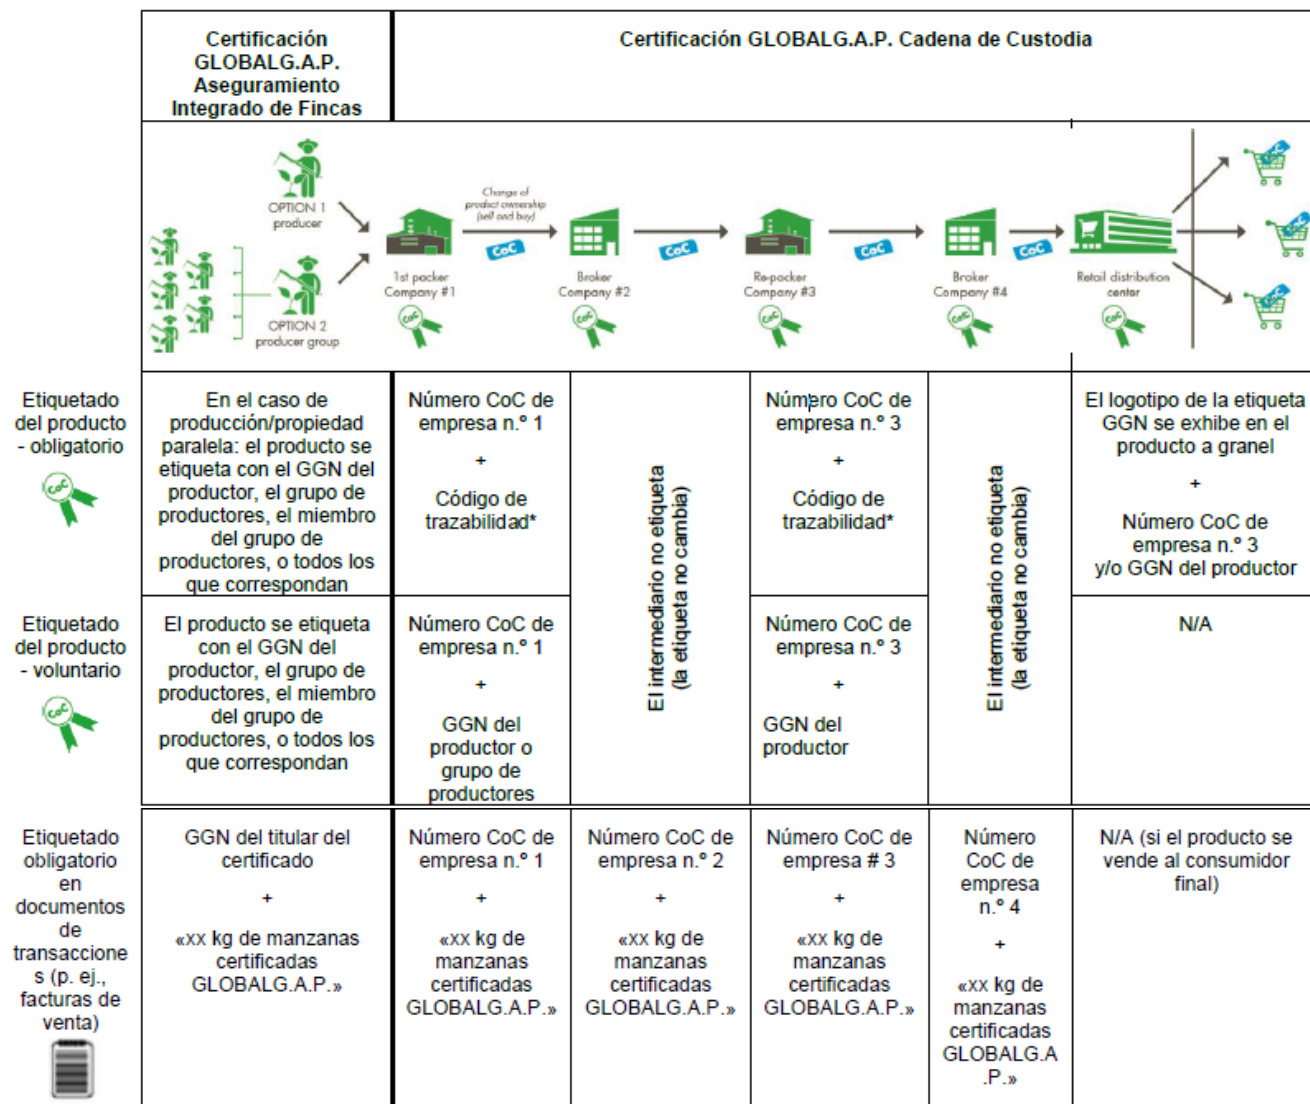 Certificación
GLOBALG.A.P.
Aseguramiento
Integrado de Fincas
Certificación GLOBALG.A.P. Cadena de Custodia
OPTION 1
producer
OPTION 2
producer group
Change of
product ownership
(sell and buy)
CoC
CoC
CoC
CoC
CoC
CoC
CoC
1st packer
Company #1
CoC
Broker
Company #2
CoC
Re-packer
Company #3
CoC
Broker
Company #4
CoC
Retail distribution
center
Etiquetado
del producto
- obligatorio
CoC
En el caso de
producción/propiedad
paralela: el producto se
etiqueta con el GGN del
productor, el grupo de
productores, el miembro
del grupo de
productores, o todos los
que correspondan
Número CoC de
empresa n.º 1
+
Código de
trazabilidad*
El intermediario no etiqueta
(la etiqueta no cambia)
Número CoC de
empresa n.º 3
+
Código de
trazabilidad*
El intermediario no etiqueta
(la etiqueta no cambia)
El logotipo de la etiqueta
GGN se exhibe en el
producto a granel
+
Número CoC de
empresa n.º 3
y/o GGN del productor
Etiquetado
del producto
- voluntario
CoC
El producto se etiqueta
con el GGN del
productor, el grupo de
productores, el miembro
del grupo de
productores, o todos los
que correspondan
Número CoC de
empresa n.º 1
+
GGN del
productor o
grupo de
productores
Número CoC de
empresa n.º 3
+
GGN del
productor
N/A
Etiquetado
obligatorio
en
documentos
de
transaccione
s (p. ej.,
facturas de
venta)
GGN del titular del
certificado
+
«xx kg de manzanas
certificadas
GLOBALG.A.P.»
Número CoC de
empresa n.º 1
+
«xx kg de
manzanas
certificadas
GLOBALG.A.P.»
Número CoC de
empresa n.º 2
+
«xx kg de
manzanas
certificadas
GLOBALG.A.P.»
Número CoC de
empresa # 3
+
«xx kg de
manzanas
certificadas
GLOBALG.A.P.»
Número
CoC de
empresa
n.º 4
+
«xx kg de
manzanas
certificadas
GLOBALG.A
.P.»
N/A (si el producto se
vende al consumidor
final)